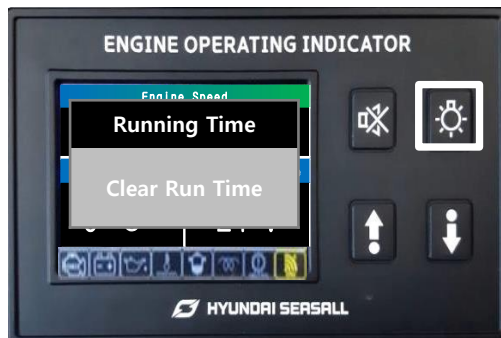 ENGINE OPERATING INDICATOR
Engine Speed
Running Time
Clear Run Time
HYUNDAI SEASALL